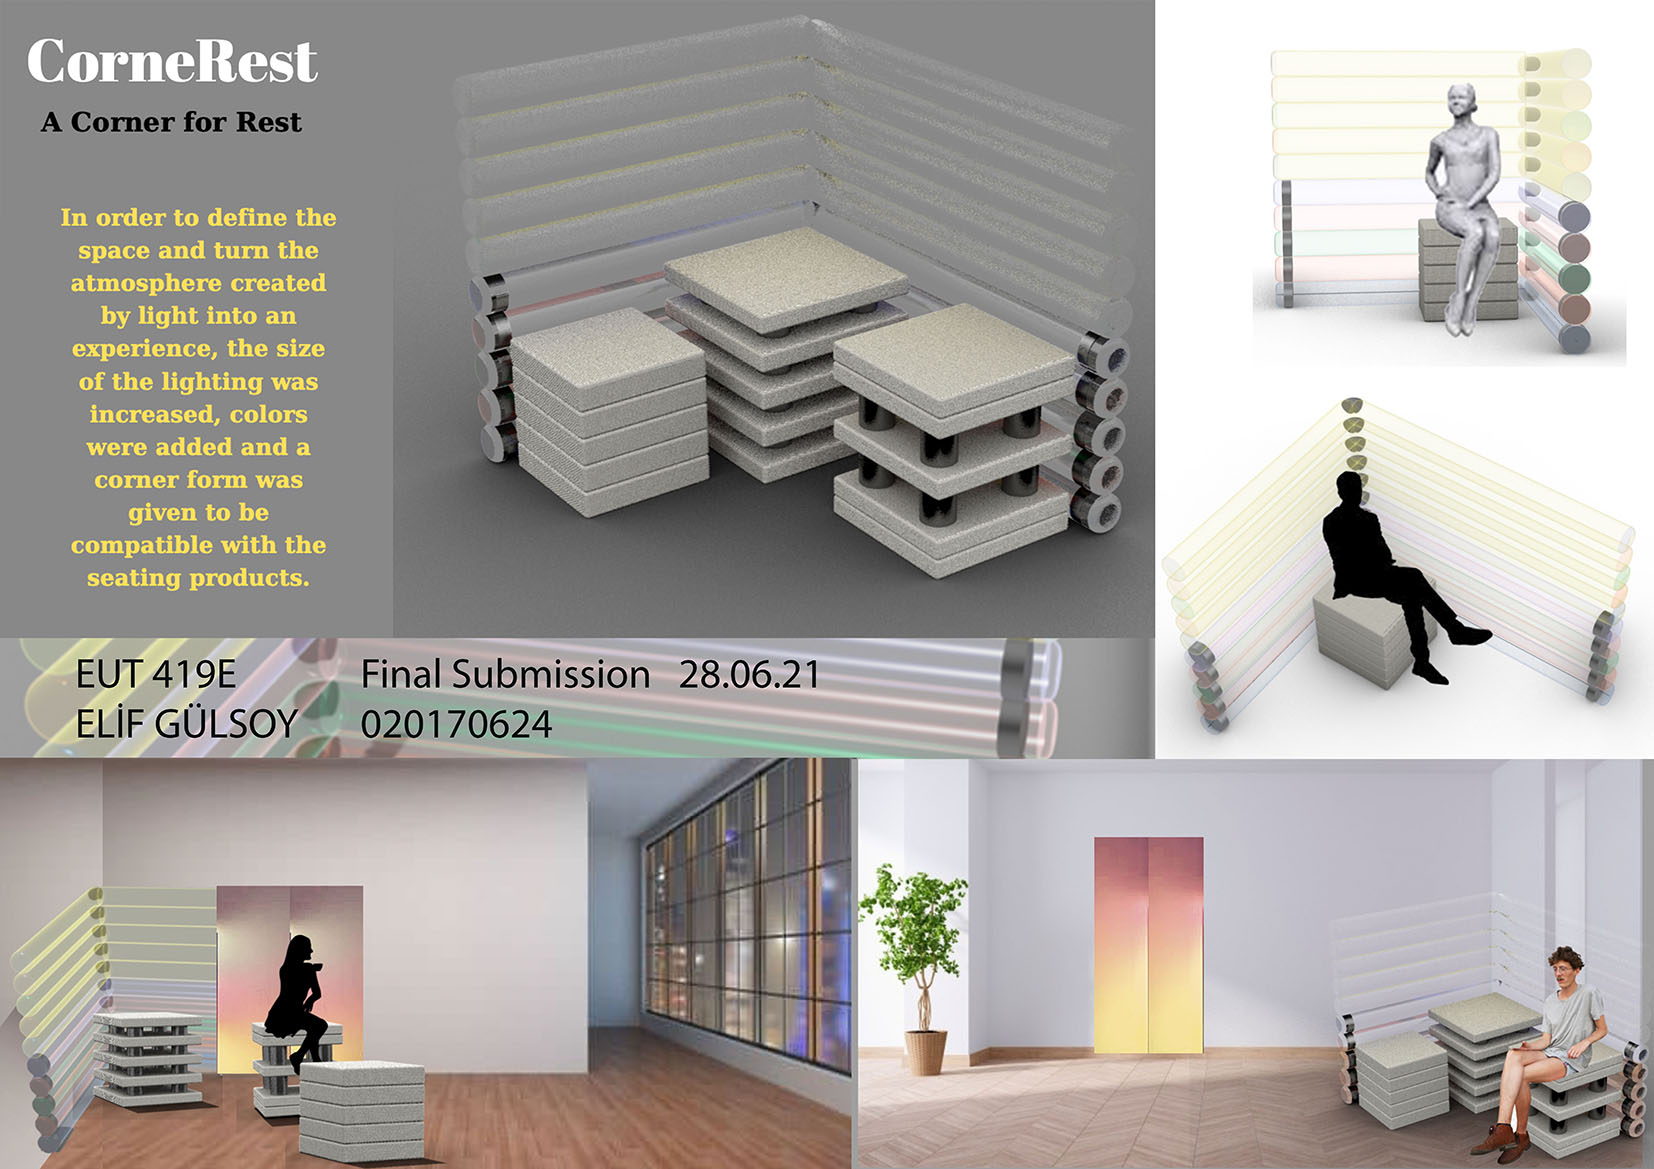 CorneRest
A Corner for Rest
In order to define the
space and turn the
atmosphere created
by light into an
experience, the size
of the lighting was
increased, colors
were added and a
corner form was
given to be
compatible with the
seating products.
EUT 419E Final Submission 28.06.21
ELİF GÜLSOY 020170624